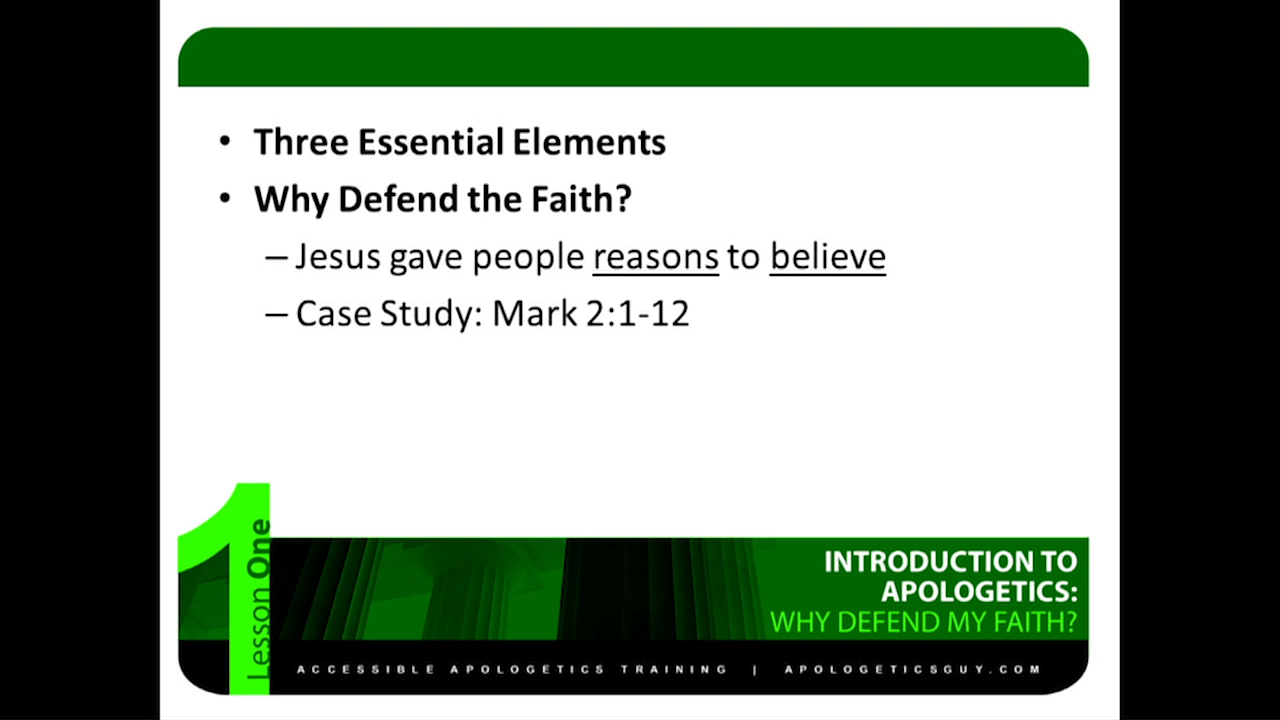 • Three Essential Elements
• Why Defend the Faith?
– Jesus gave people reasons to believe
– Case Study: Mark 2:1-12
1
Lesson One
INTRODUCTION TO
APOLOGETICS:
WHY DEFEND MY FAITH?
ACCESSIBLE APOLOGETICS TRAINING | APOLOGETICSGUY.COM